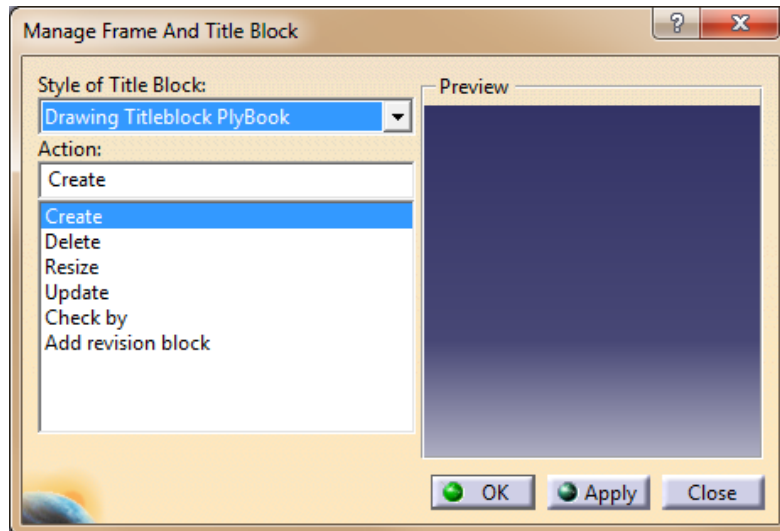 Manage Frame And Title Block
Style of Title Block:
Drawing Titleblock PlyBook
Action:
Create
Create
Delete
Resize
Update
Check by
Add revision block
Preview
OK
Apply
Close